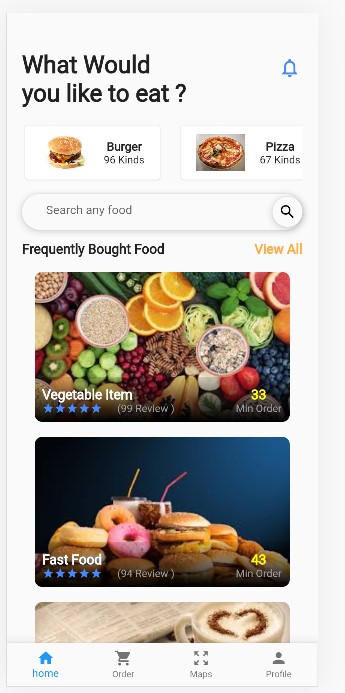 What Would
you like to eat ?
Burger
96 Kinds
Pizza
67 Kinds
Search any food
Frequently Bought Food
View All
Vegetable Item
33
(99 Review )
Min Order
Fast Food
43
(94 Review )
Min Order
home
Order
Maps
Profile